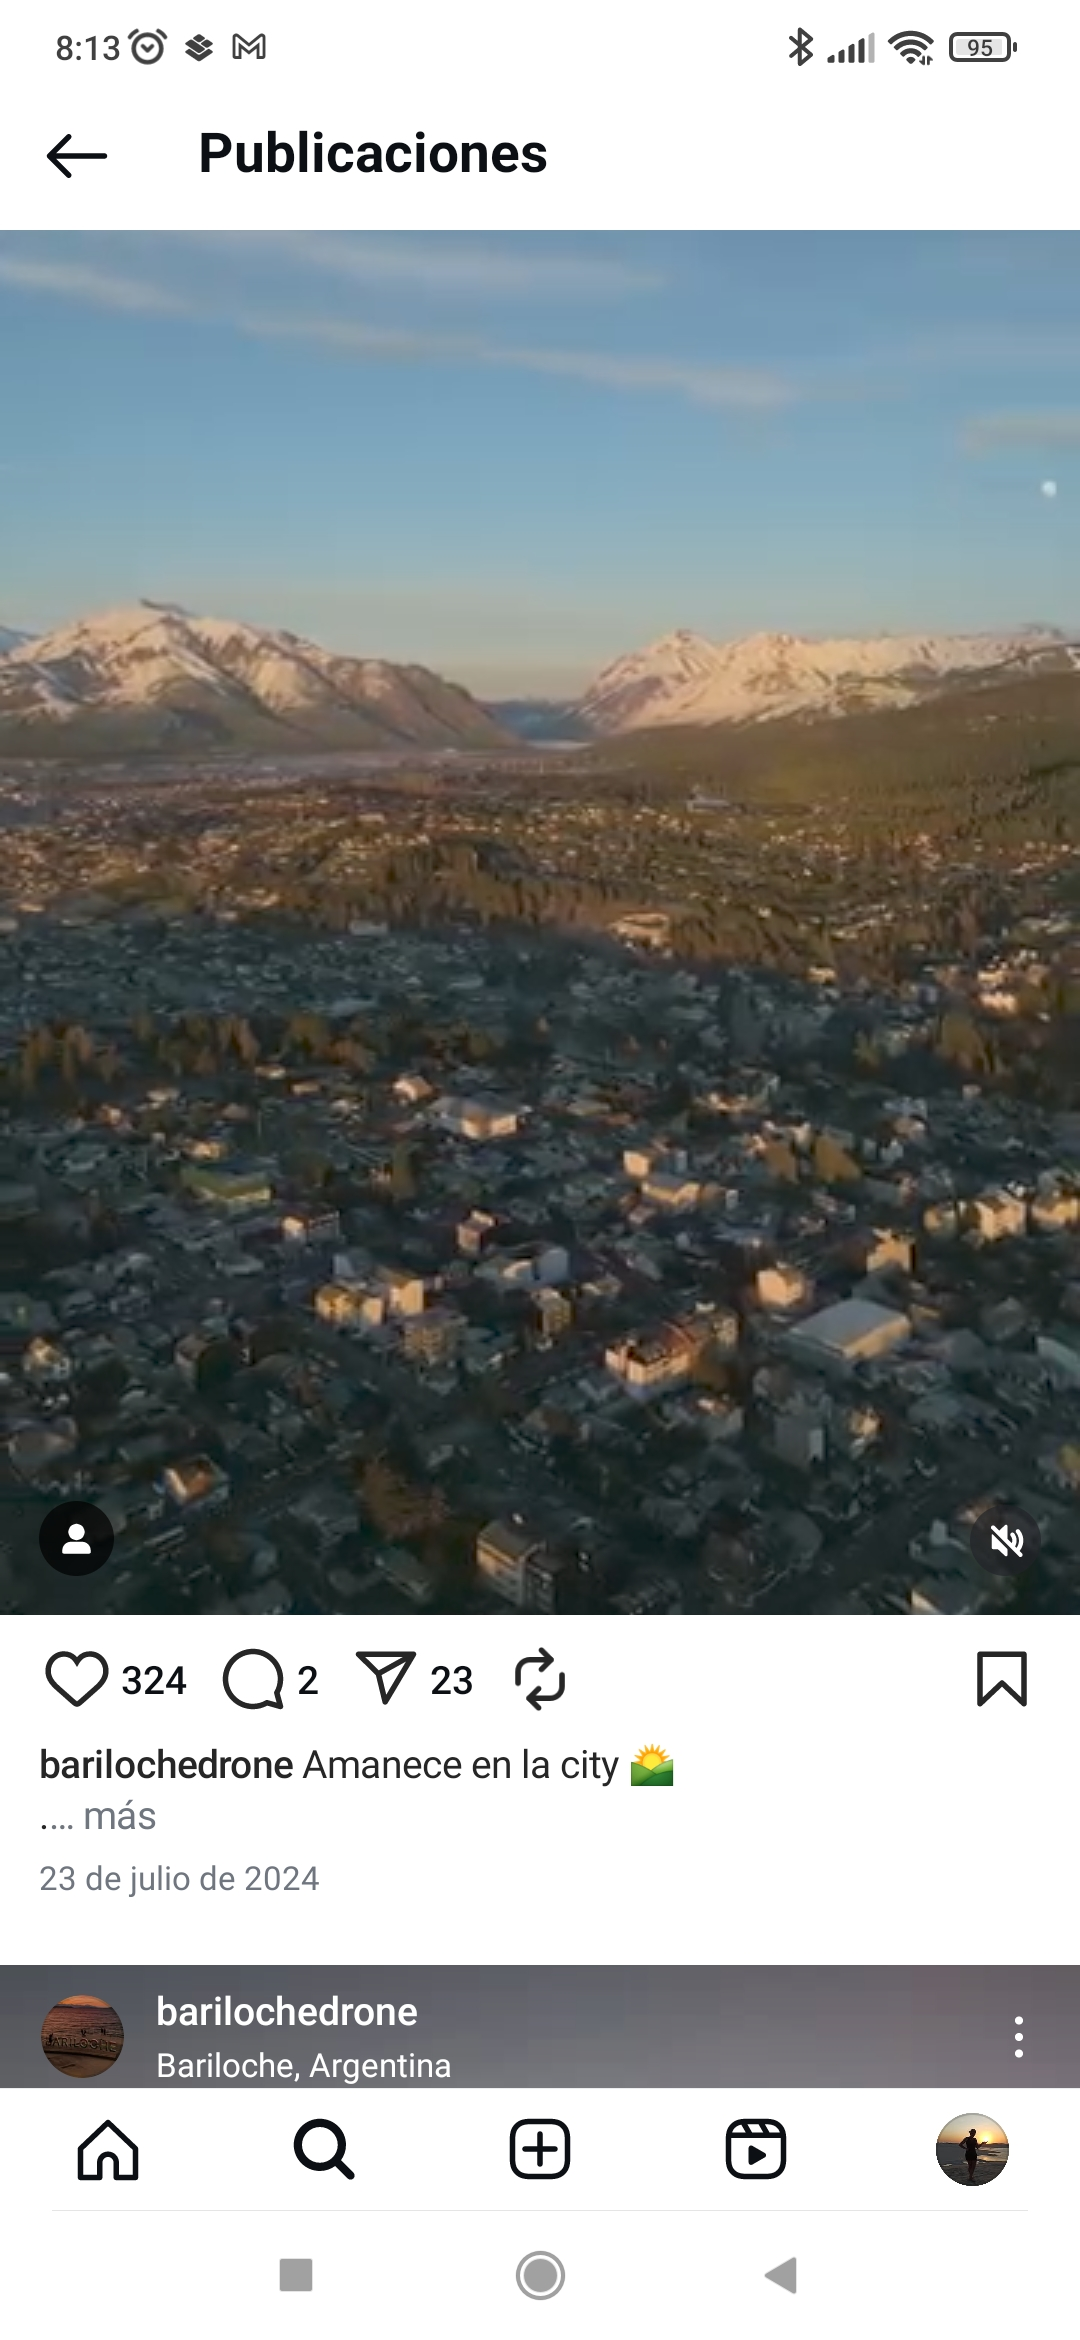 8:13
95
Publicaciones
324 2 23
barilochedrone Amanece en la city
.... más
23 de julio de 2024
barilochedrone
Bariloche, Argentina